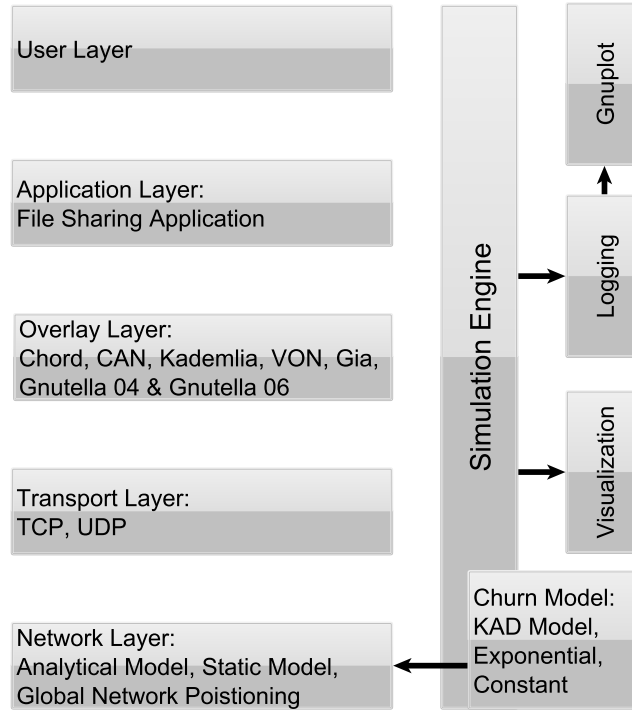 User Layer
Application Layer:
File Sharing Application
Overlay Layer:
Chord, CAN, Kademlia, VON, Gia,
Gnutella 04 & Gnutella 06
Transport Layer:
TCP, UDP
Network Layer:
Analytical Model, Static Model,
Global Network Poistioning
Simulation Engine
Gnuplot
Logging
Visualization
Churn Model:
KAD Model,
Exponential,
Constant